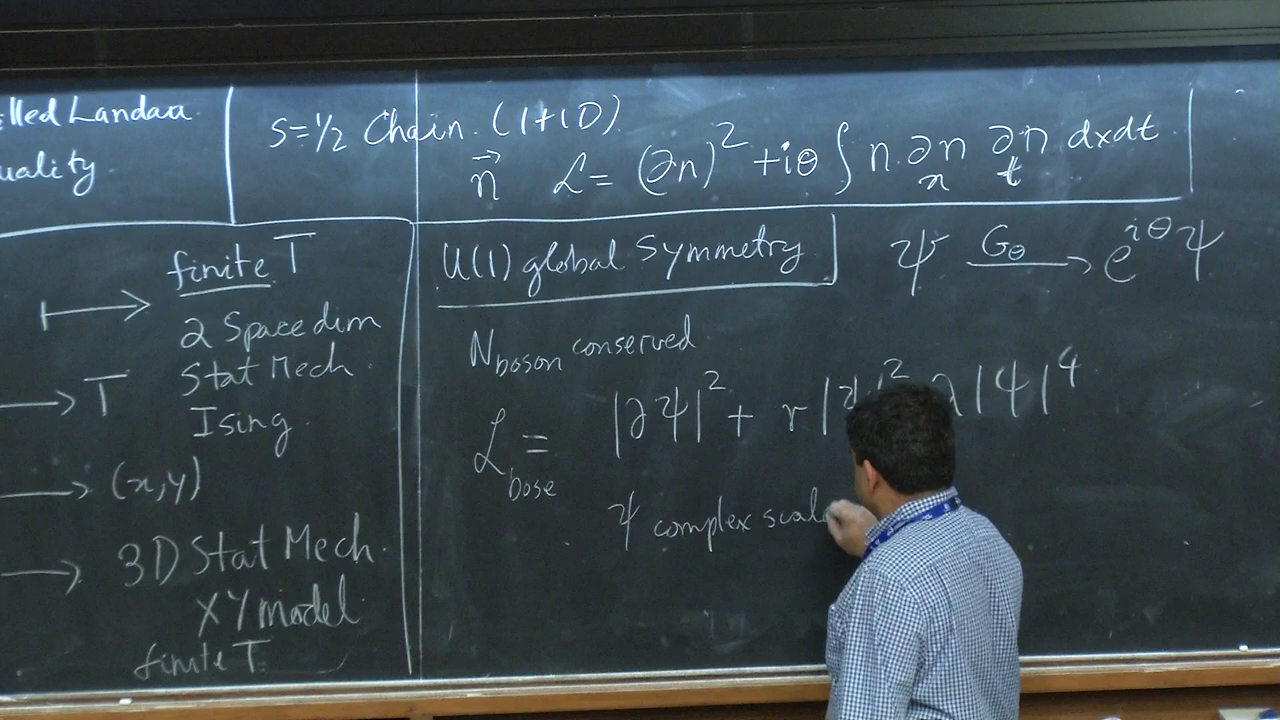 lled Landau
uality
S=1/2 Chain. (1+1D)
n⃗ ℒ = (∂n)² + iθ ∫ n. ∂ₓn ∂ₜn dxdt
finite T
2 Space dim
T Stat Mech
Ising
→ (x,y)
→ 3D Stat Mech.
XY model
finite T
U(1) global Symmetry
ψ —G_θ→ e^{iθ} ψ
N_boson conserved
ℒ_bose = |∂ψ|² + r|ψ|² λ|ψ|⁴
ψ complex scala